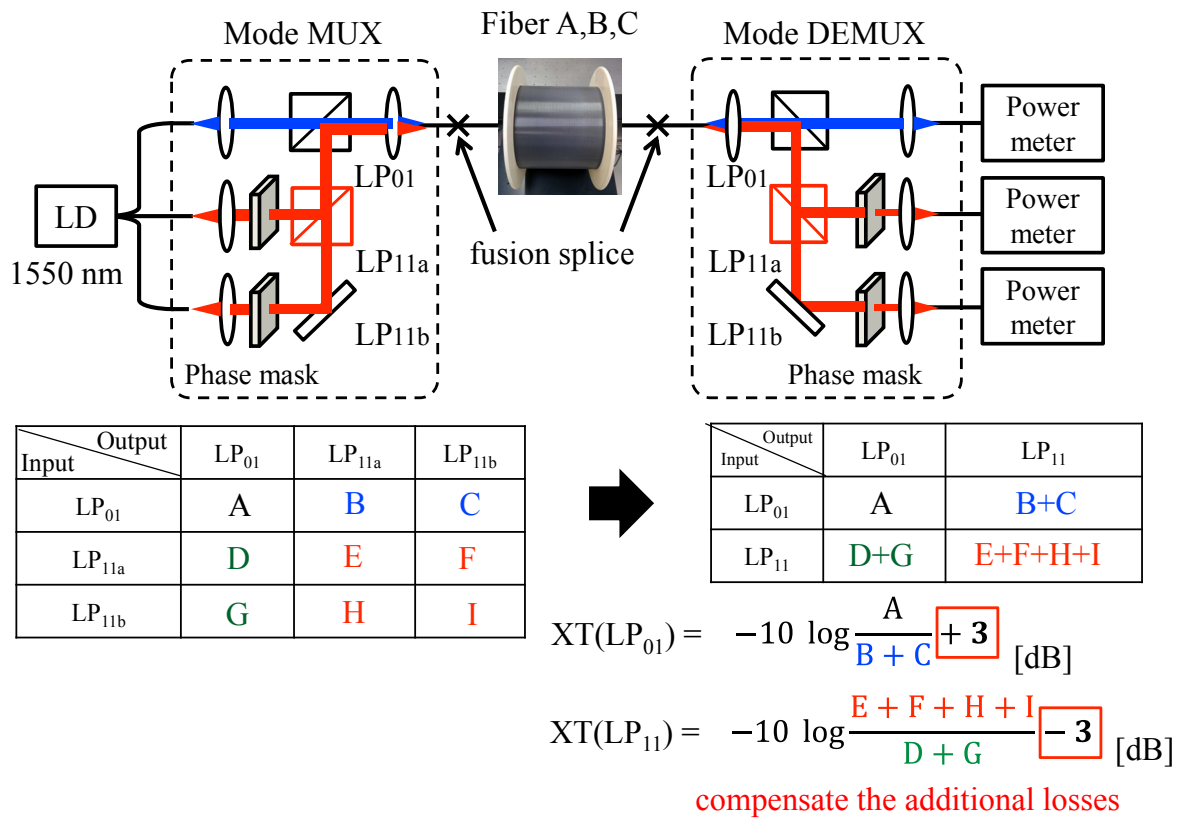 Mode MUX
Fiber A,B,C
Mode DEMUX
LD
1550 nm
LP01
LP11a
LP11b
Phase mask
fusion splice
LP01
LP11a
LP11b
Phase mask
Power
meter
Power
meter
Power
meter
Output
Input
LP01 LP11a LP11b
LP01 A B C
LP11a D E F
LP11b G H I
Output
Input
LP01 LP11
LP01 A B+C
LP11 D+G E+F+H+I
XT(LP01) = −10 log A / B + C + 3 [dB]
XT(LP11) = −10 log E + F + H + I / D + G − 3 [dB]
compensate the additional losses